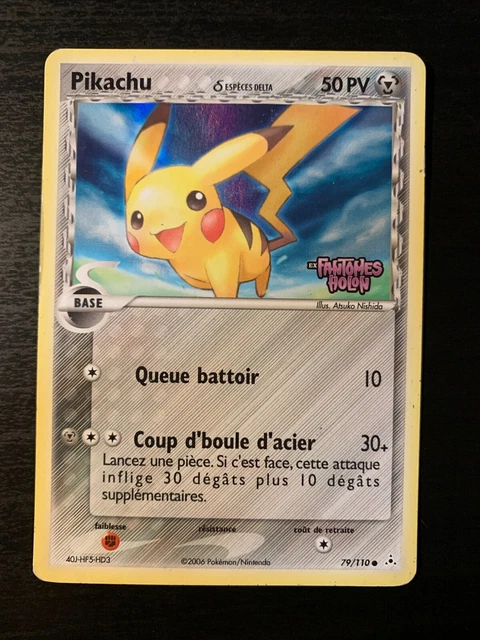 Pikachu δ ESPÈCES DELTA 50 PV
EX FANTÔMES
HOLON
BASE
Illus. Atsuko Nishida
Queue battoir 10
Coup d'boule d'acier 30+
Lancez une pièce. Si c'est face, cette attaque
inflige 30 dégâts plus 10 dégâts
supplémentaires.
faiblesse résistance coût de retraite
40J-HF5-HD3 ©2006 Pokémon/Nintendo 79/110 ●